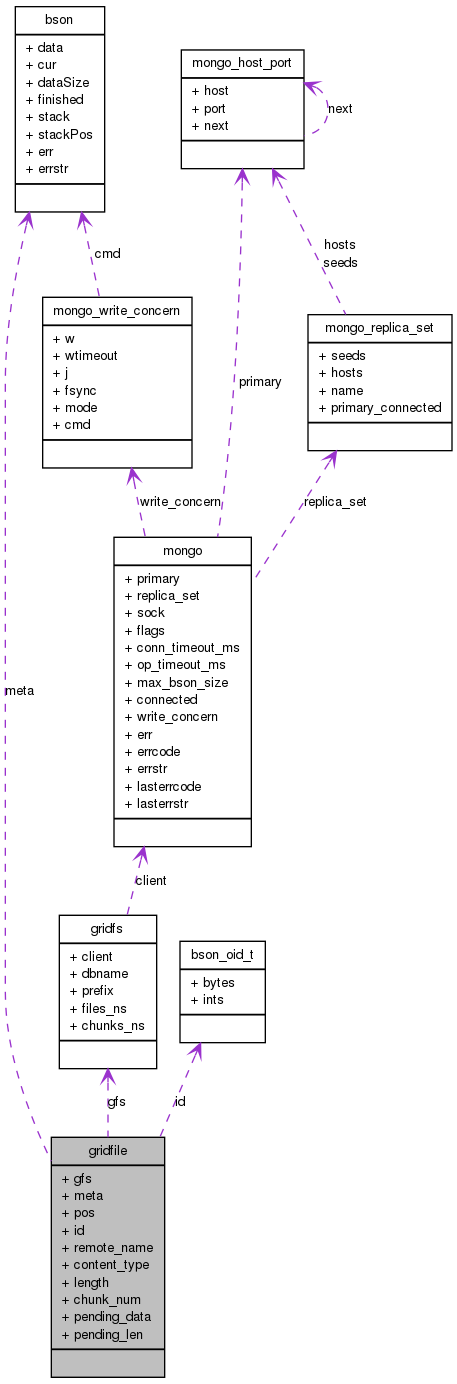 bson
+ data
+ cur
+ dataSize
+ finished
+ stack
+ stackPos
+ err
+ errstr
mongo_host_port
+ host
+ port
+ next
next
cmd
hosts
seeds
mongo_write_concern
+ w
+ wtimeout
+ j
+ fsync
+ mode
+ cmd
primary
mongo_replica_set
+ seeds
+ hosts
+ name
+ primary_connected
write_concern
replica_set
mongo
+ primary
+ replica_set
+ sock
+ flags
+ conn_timeout_ms
+ op_timeout_ms
+ max_bson_size
+ connected
+ write_concern
+ err
+ errcode
+ errstr
+ lasterrcode
+ lasterrstr
meta
client
gridfs
+ client
+ dbname
+ prefix
+ files_ns
+ chunks_ns
bson_oid_t
+ bytes
+ ints
gfs
id
gridfile
+ gfs
+ meta
+ pos
+ id
+ remote_name
+ content_type
+ length
+ chunk_num
+ pending_data
+ pending_len